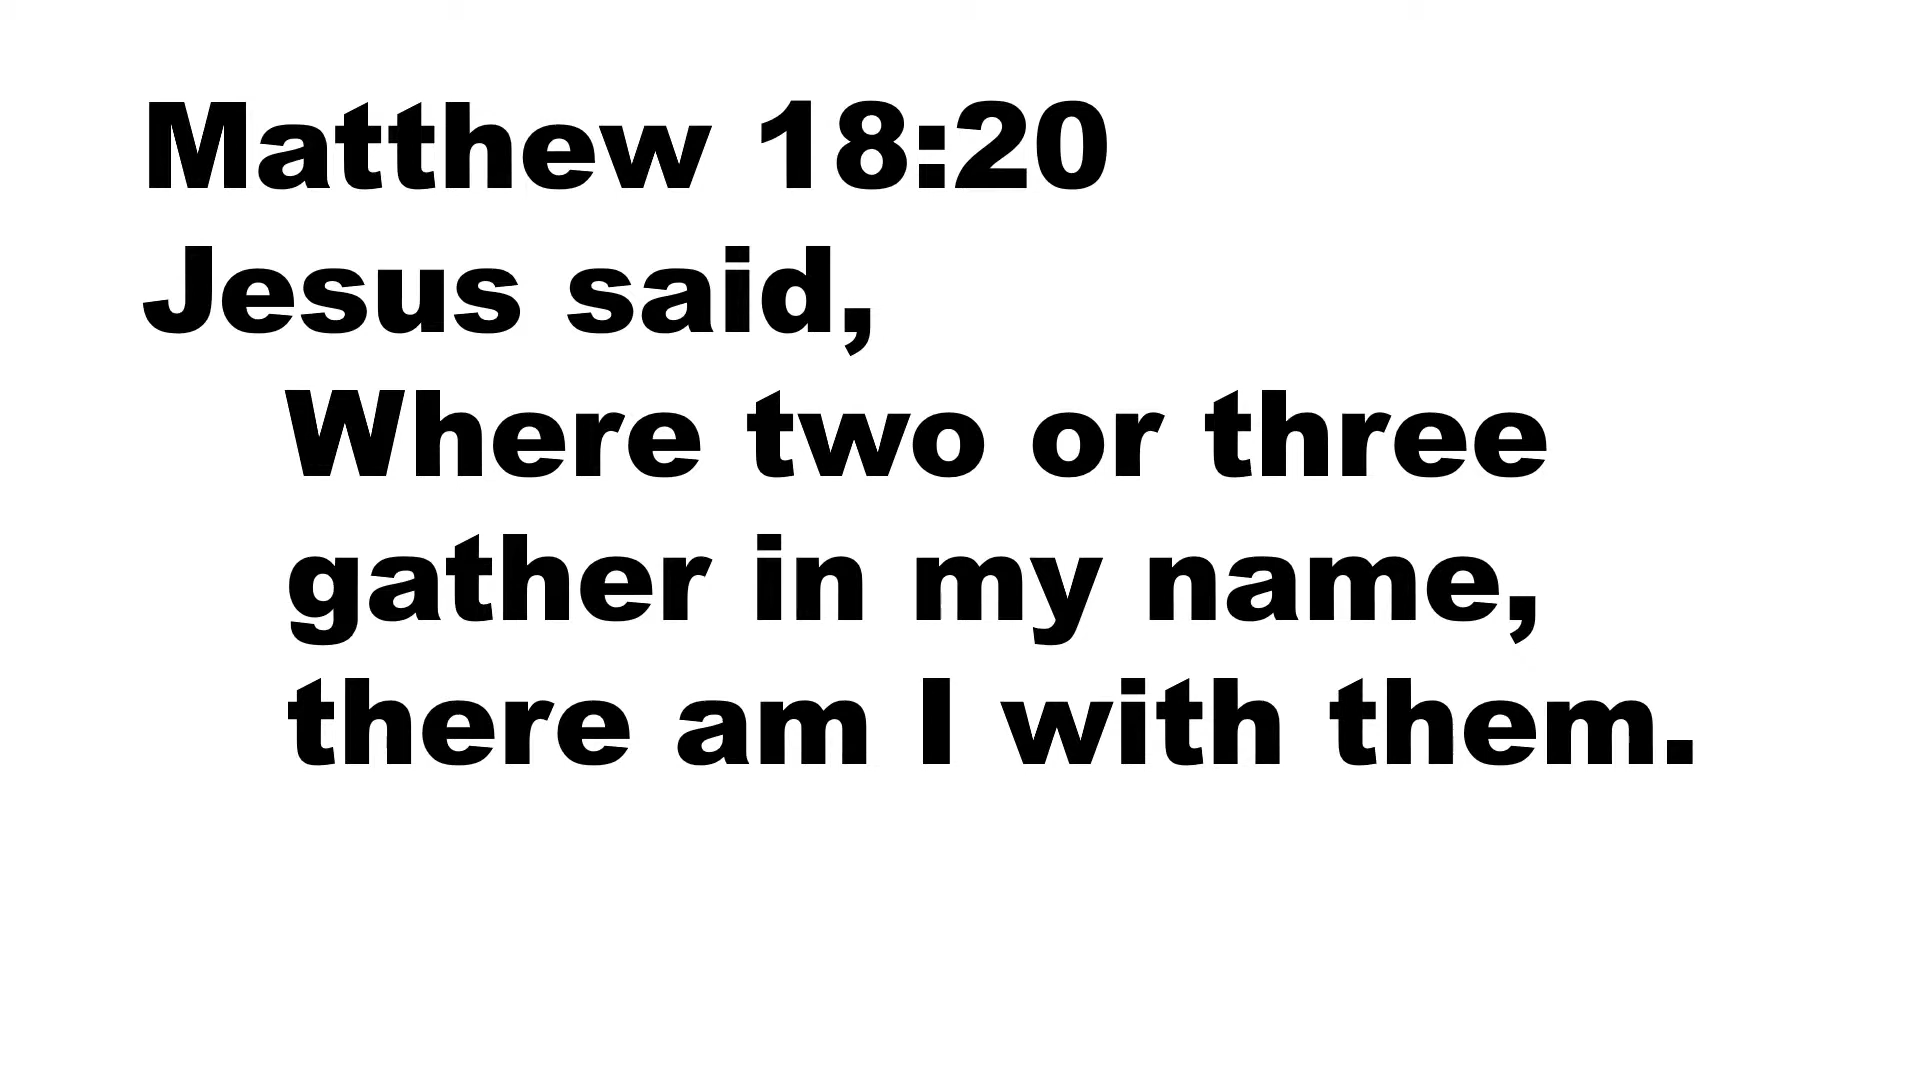 Matthew 18:20
Jesus said,
Where two or three
gather in my name,
there am I with them.